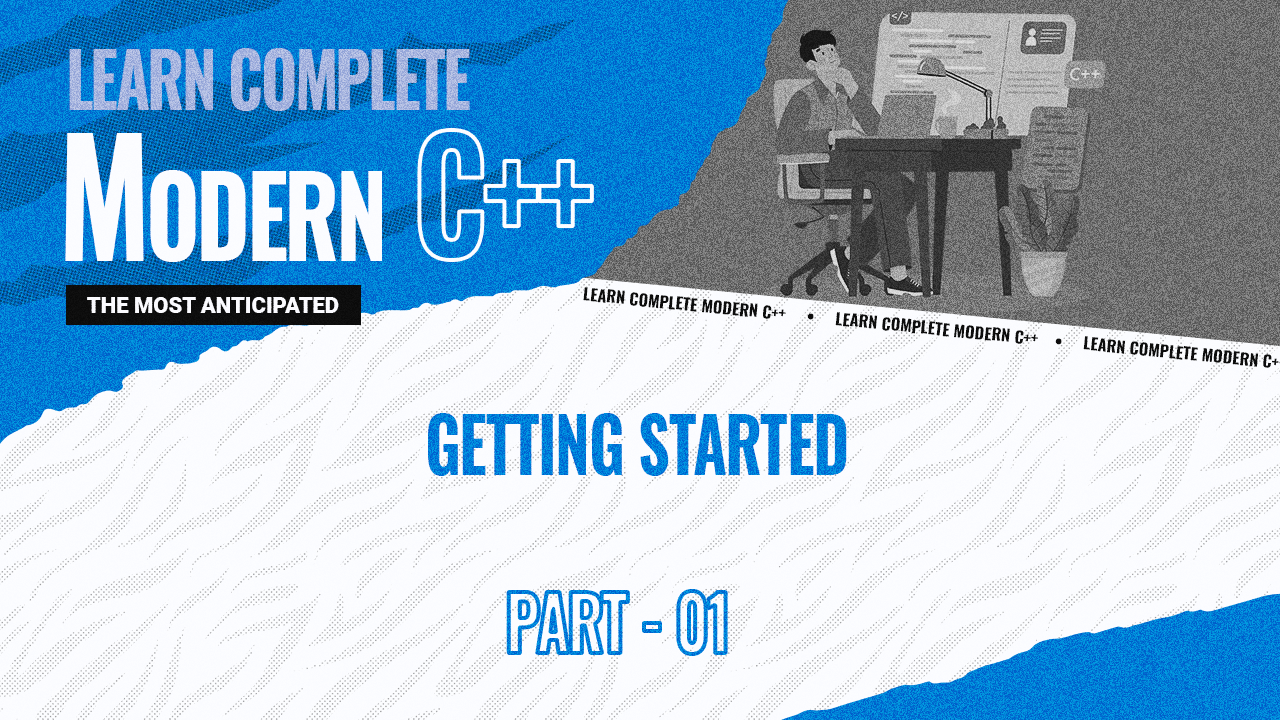 LEARN COMPLETE
MODERN C++
THE MOST ANTICIPATED
</>
C++
LEARN COMPLETE MODERN C++ • LEARN COMPLETE MODERN C++ • LEARN COMPLETE MODERN C+
GETTING STARTED
PART - 01